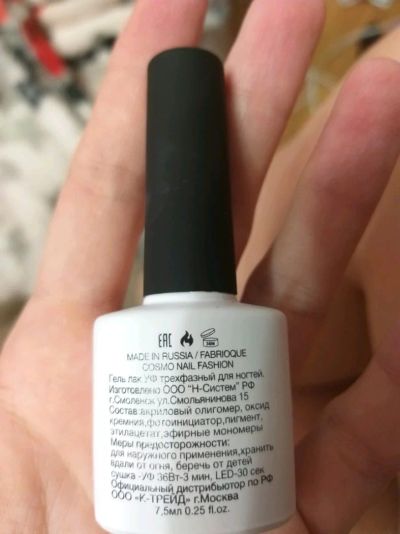 EAC
MADE IN RUSSIA / FABRIOQUE
COSMO NAIL FASHION
Гель лак УФ трехфазный для ногтей.
Изготовлено ООО "Н-Систем" РФ
г.Смоленск ул.Смольянинова 15
Состав:акриловый олигомер, оксид
кремния,фотоинициатор,пигмент,
этилацетат,эфирные мономеры
Меры предосторожности:
для наружного применения,хранить
вдали от огня, беречь от детей
сушка -УФ 36Вт-3 мин, LED-30 сек
Официальный дистрибьютор по РФ
ООО «К-ТРЕЙД» г.Москва
7.5мл 0.25 fl oz.